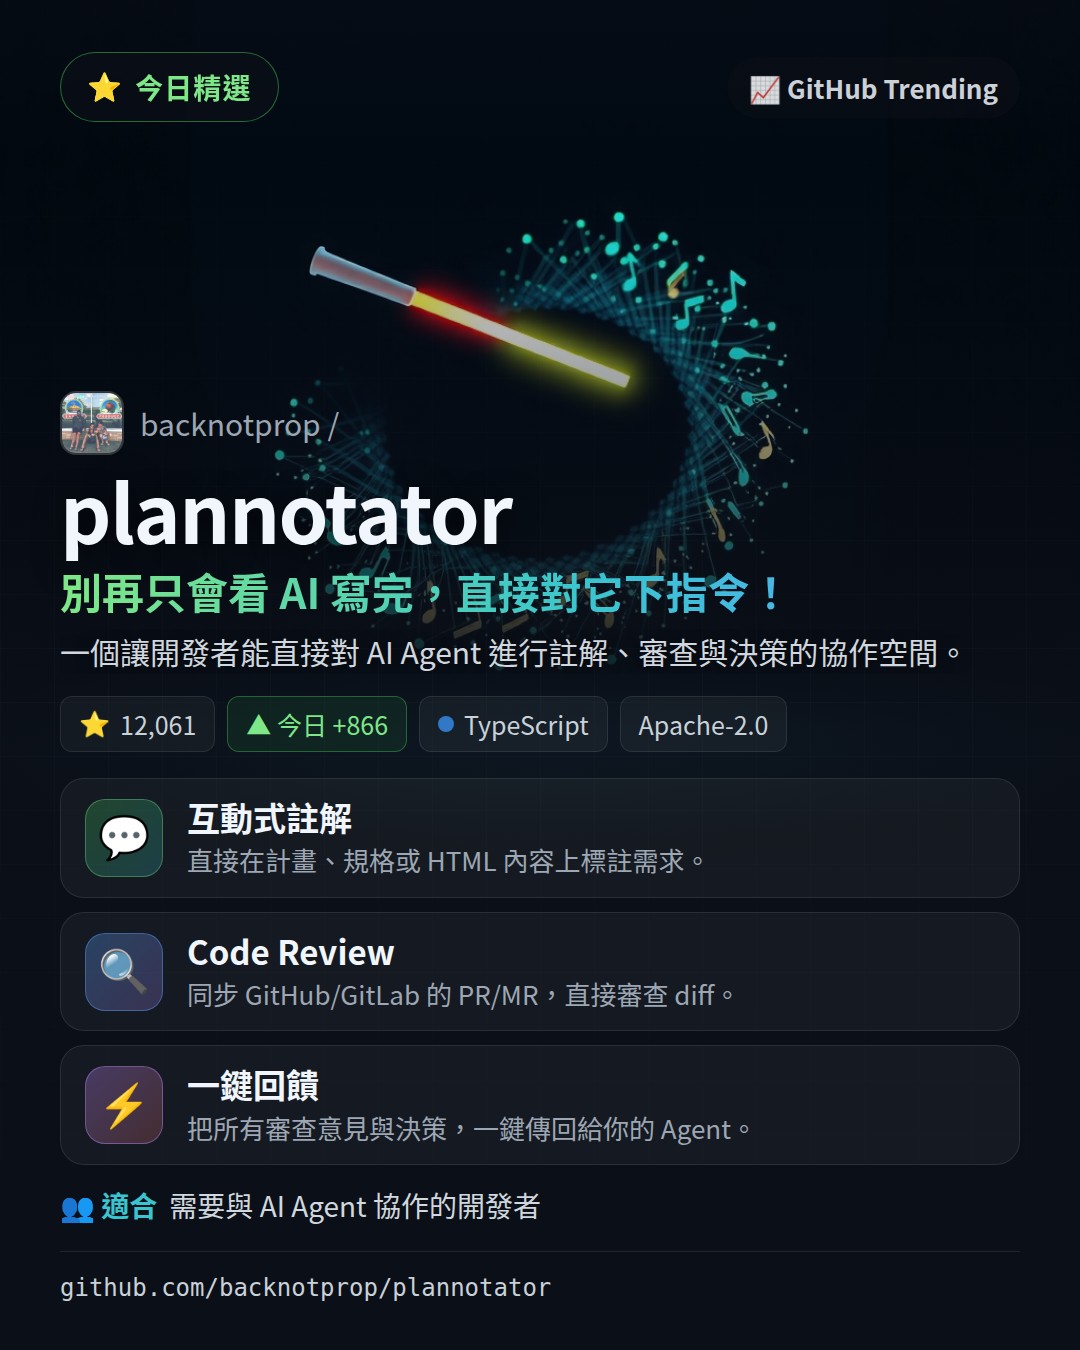 ⭐ 今日精選
📈 GitHub Trending
backnotprop /
plannotator
別再只會看 AI 寫完，直接對它下指令！
一個讓開發者能直接對 AI Agent 進行註解、審查與決策的協作空間。
⭐ 12,061 ▲ 今日 +866 TypeScript Apache-2.0
互動式註解
直接在計畫、規格或 HTML 內容上標註需求。
Code Review
同步 GitHub/GitLab 的 PR/MR，直接審查 diff。
一鍵回饋
把所有審查意見與決策，一鍵傳回給你的 Agent。
👥 適合 需要與 AI Agent 協作的開發者
github.com/backnotprop/plannotator